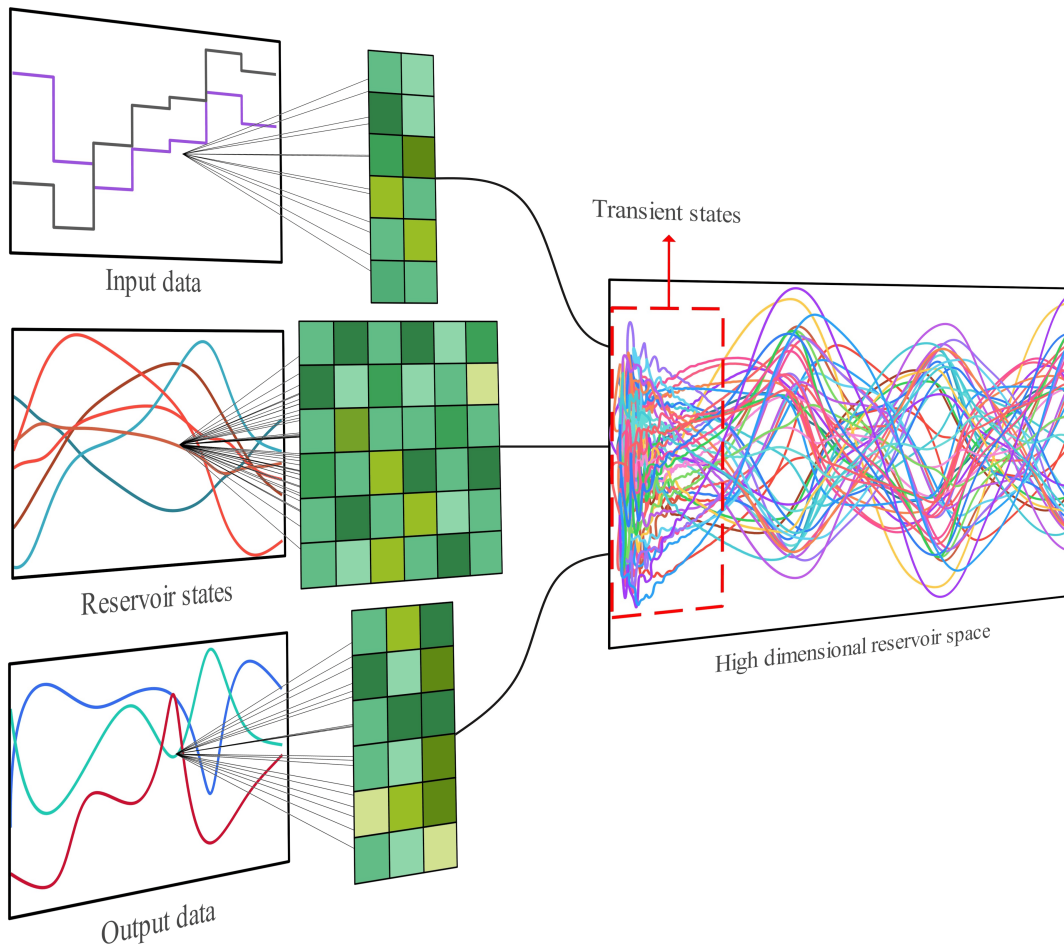 Input data
Transient states
Reservoir states
High dimensional reservoir space
Output data